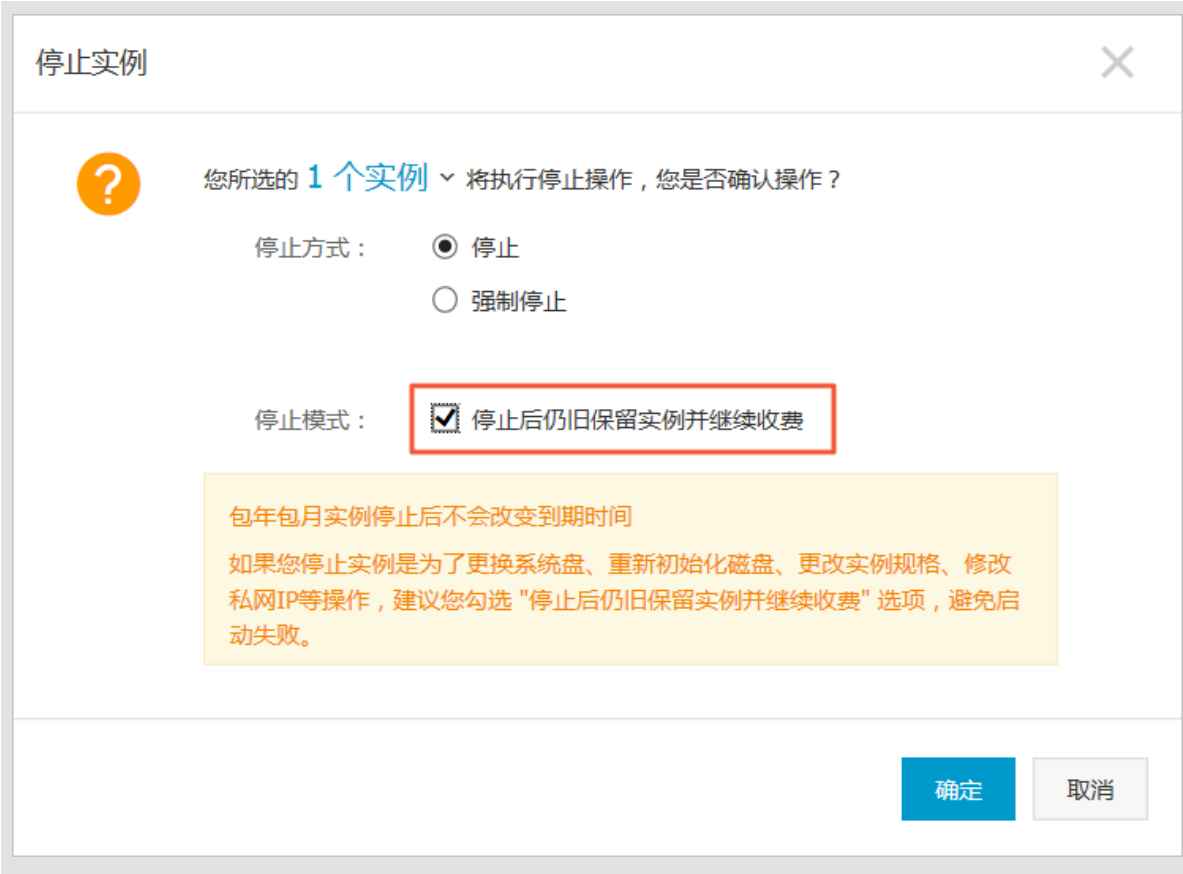 停止实例
您所选的 1 个实例 将执行停止操作，您是否确认操作？
停止方式： 停止
强制停止
停止模式： 停止后仍旧保留实例并继续收费
包年包月实例停止后不会改变到期时间
如果您停止实例是为了更换系统盘、重新初始化磁盘、更改实例规格、修改
私网IP等操作，建议您勾选 "停止后仍旧保留实例并继续收费" 选项，避免启
动失败。
确定 取消